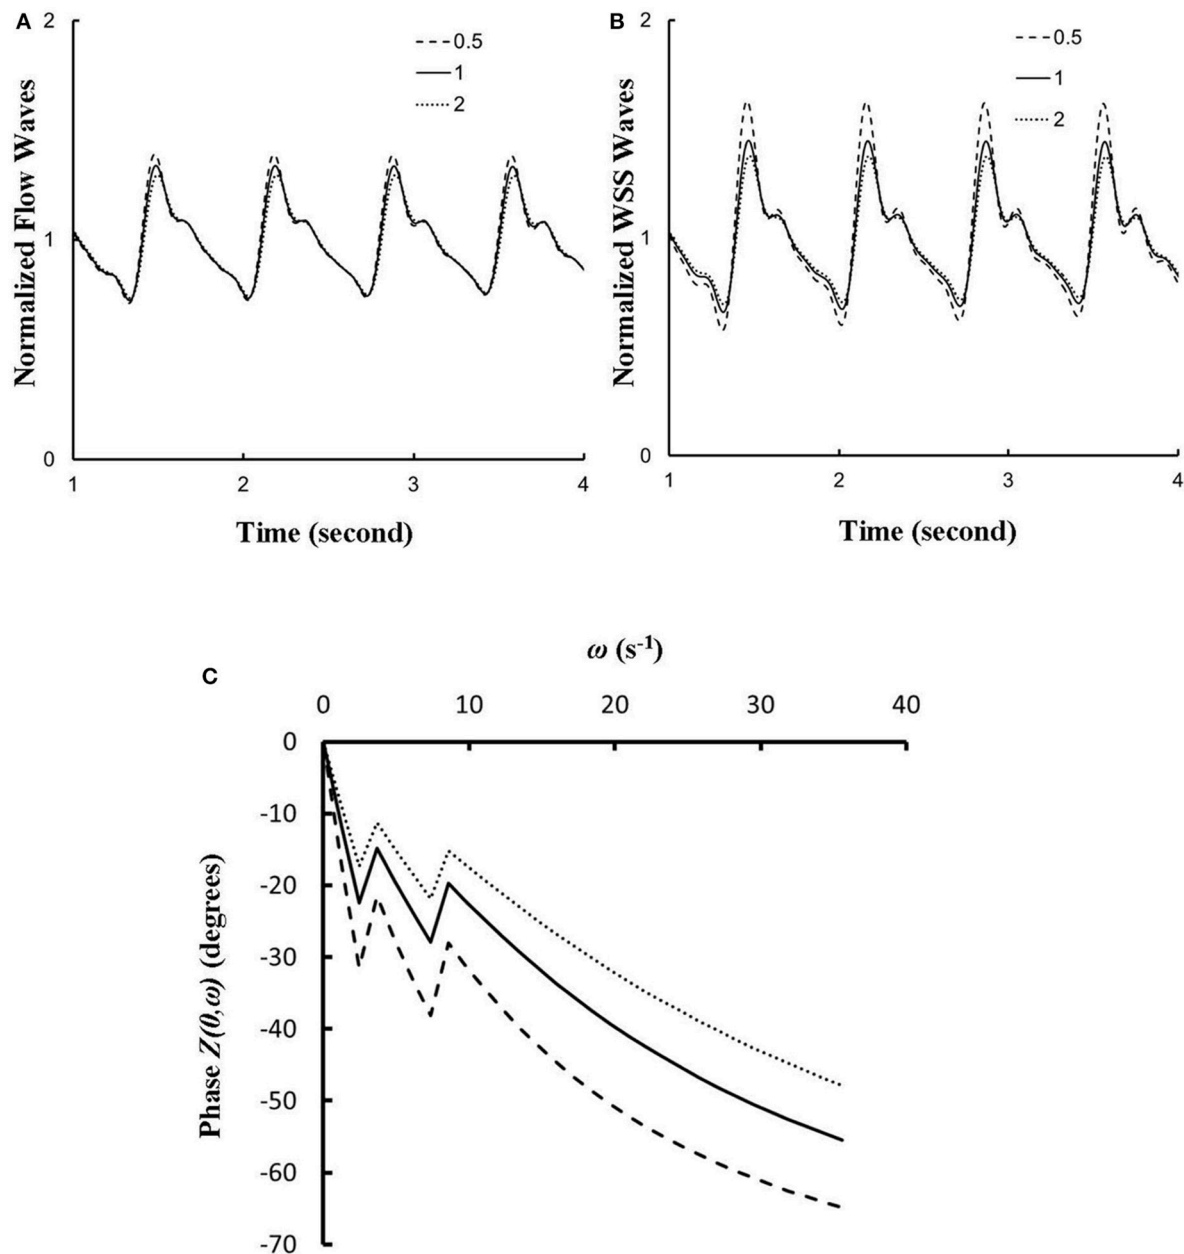 A
2
1
0
Normalized Flow Waves
0.5
1
2
1 2 3 4
Time (second)
B
2
1
0
Normalized WSS Waves
0.5
1
2
1 2 3 4
Time (second)
C
ω (s-1)
0 10 20 30 40
0
-10
-20
-30
-40
-50
-60
-70
Phase Z(0,ω) (degrees)